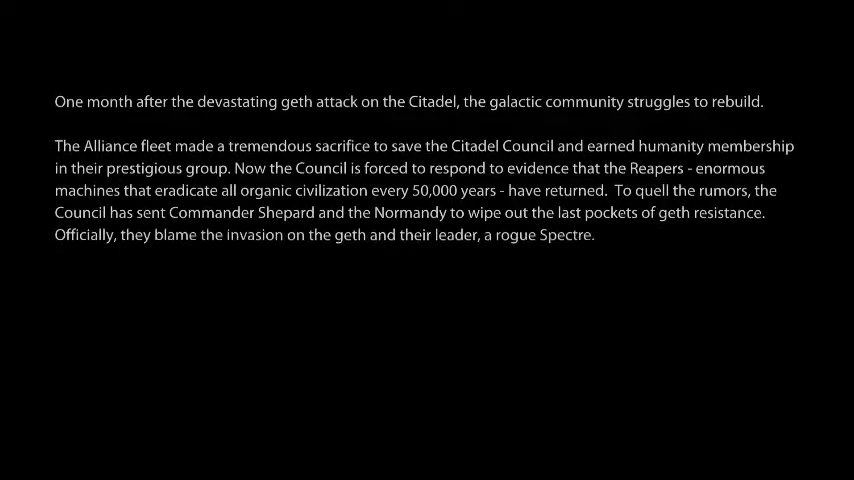 One month after the devastating geth attack on the Citadel, the galactic community struggles to rebuild.
The Alliance fleet made a tremendous sacrifice to save the Citadel Council and earned humanity membership
in their prestigious group. Now the Council is forced to respond to evidence that the Reapers - enormous
machines that eradicate all organic civilization every 50,000 years - have returned.  To quell the rumors, the
Council has sent Commander Shepard and the Normandy to wipe out the last pockets of geth resistance.
Officially, they blame the invasion on the geth and their leader, a rogue Spectre.